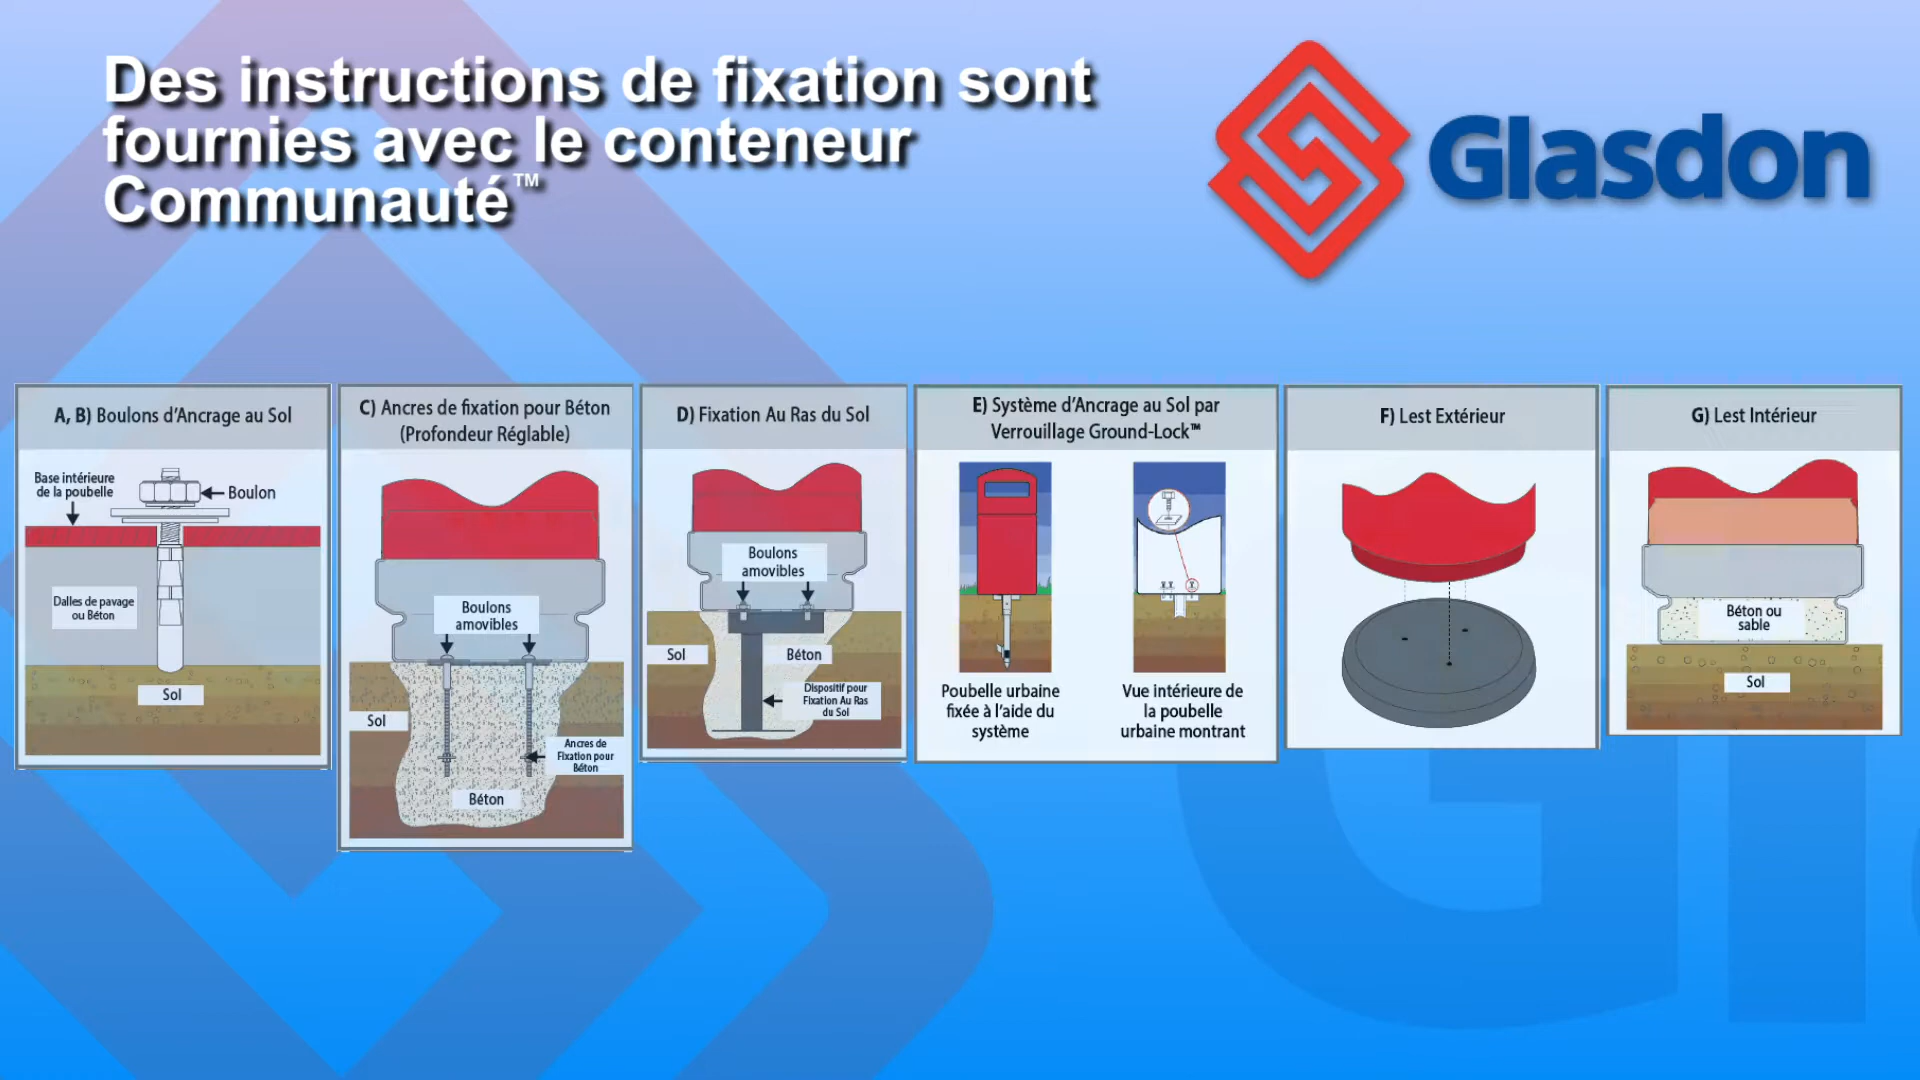 Des instructions de fixation sont
fournies avec le conteneur
Communauté™
Glasdon
A, B) Boulons d'Ancrage au Sol
Base intérieure
de la poubelle
Boulon
Dalles de pavage
ou Béton
Sol
C) Ancres de fixation pour Béton
(Profondeur Réglable)
Boulons
amovibles
Sol
Ancres de
Fixation pour
Béton
Béton
D) Fixation Au Ras du Sol
Boulons
amovibles
Sol
Béton
Dispositif pour
Fixation Au Ras
du Sol
E) Système d'Ancrage au Sol par
Verrouillage Ground-Lock™
Poubelle urbaine
fixée à l'aide du
système
Vue intérieure de
la poubelle
urbaine montrant
F) Lest Extérieur
G) Lest Intérieur
Béton ou
sable
Sol
Gl